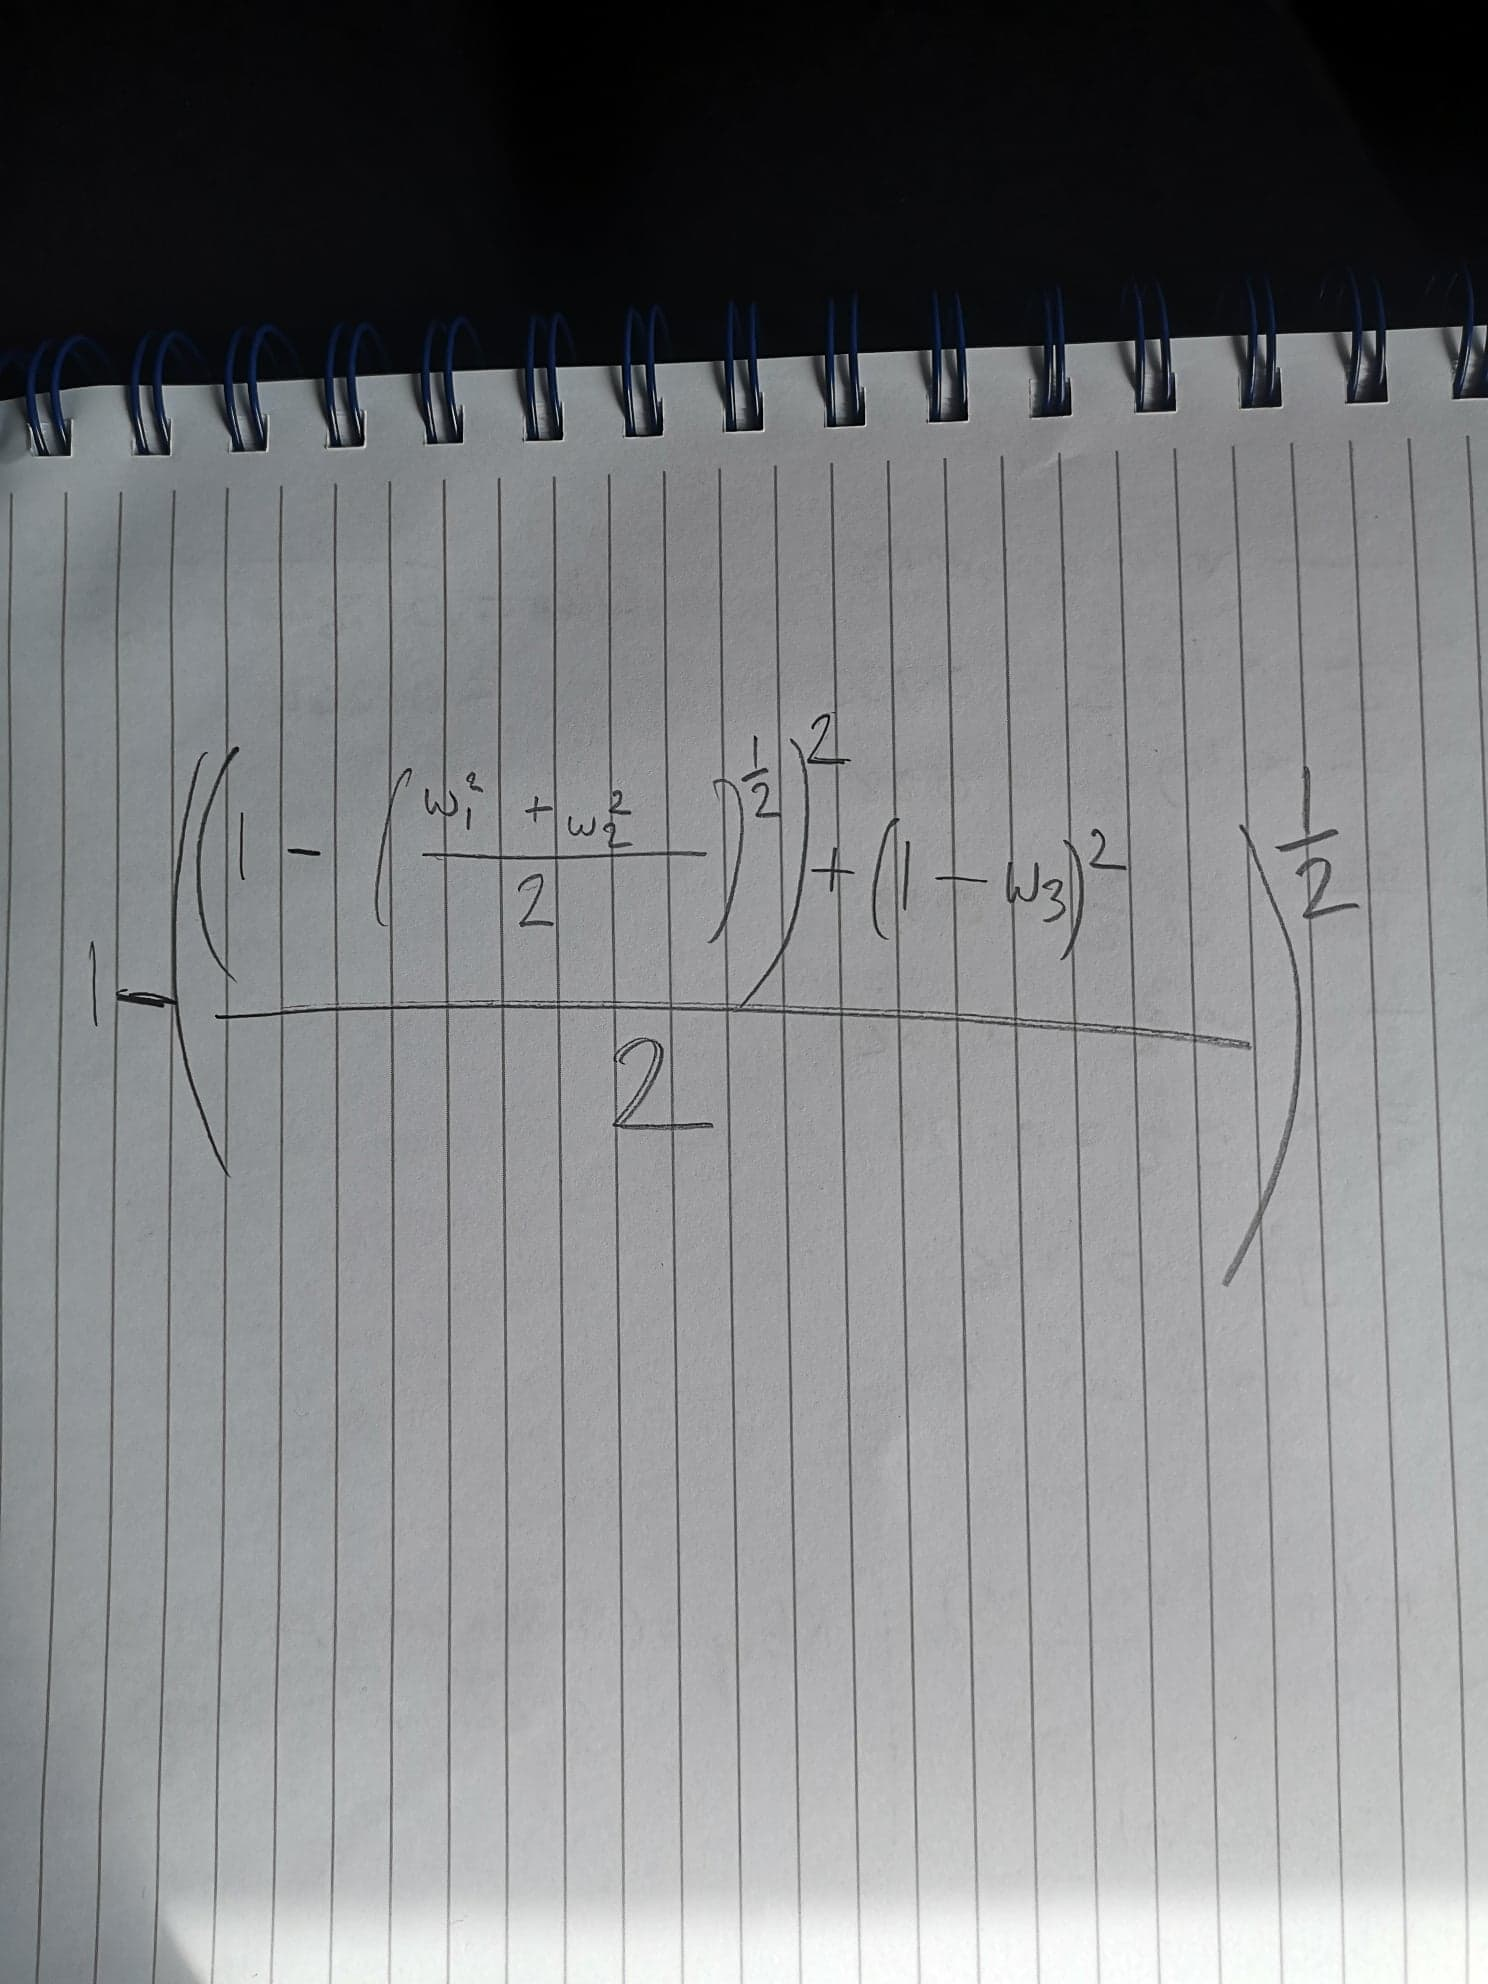 1 - (((1 - ((w₁² + w₂²)/2)^(1/2))² + (1 - w₃)²)/2)^(1/2)